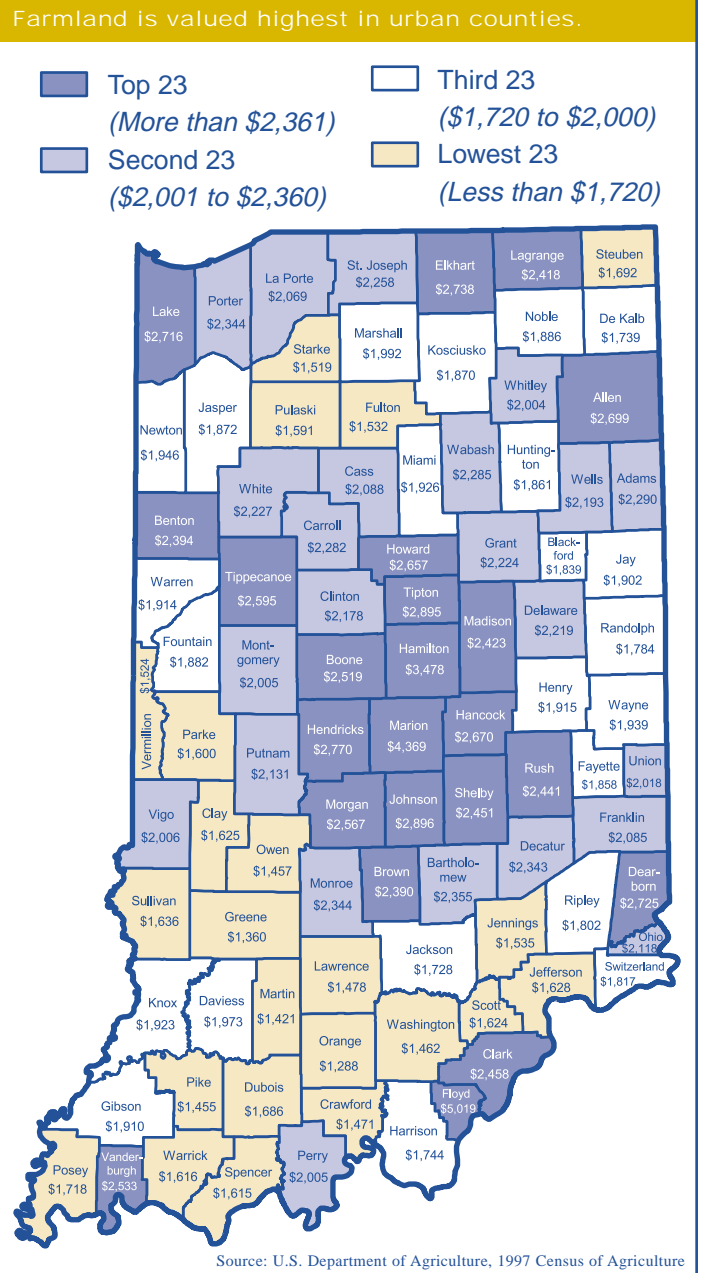 Farmland is valued highest in urban counties.
Top 23
(More than $2,361)
Third 23
($1,720 to $2,000)
Second 23
($2,001 to $2,360)
Lowest 23
(Less than $1,720)
Lake
$2,716
Porter
$2,344
La Porte
$2,069
St. Joseph
$2,258
Elkhart
$2,738
Lagrange
$2,418
Steuben
$1,692
Starke
$1,519
Marshall
$1,992
Kosciusko
$1,870
Noble
$1,886
De Kalb
$1,739
Whitley
$2,004
Allen
$2,699
Newton
$1,946
Jasper
$1,872
Pulaski
$1,591
Fulton
$1,532
Miami
$1,926
Wabash
$2,285
Hunting-
ton
$1,861
Wells
$2,193
Adams
$2,290
White
$2,227
Cass
$2,088
Carroll
$2,282
Benton
$2,394
Howard
$2,657
Grant
$2,224
Black-
ford
$1,839
Jay
$1,902
Warren
$1,914
Tippecanoe
$2,595
Clinton
$2,178
Tipton
$2,895
Madison
$2,423
Delaware
$2,219
Randolph
$1,784
Fountain
$1,882
Mont-
gomery
$2,005
Boone
$2,519
Hamilton
$3,478
Vermillion
$1,524
Henry
$1,915
Wayne
$1,939
Parke
$1,600
Putnam
$2,131
Hendricks
$2,770
Marion
$4,369
Hancock
$2,670
Rush
$2,441
Fayette
$1,858
Union
$2,018
Vigo
$2,006
Clay
$1,625
Owen
$1,457
Morgan
$2,567
Johnson
$2,896
Shelby
$2,451
Franklin
$2,085
Decatur
$2,343
Sullivan
$1,636
Greene
$1,360
Monroe
$2,344
Brown
$2,390
Bartholo-
mew
$2,355
Dear-
born
$2,725
Ripley
$1,802
Jennings
$1,535
Ohio
$2,118
Jackson
$1,728
Lawrence
$1,478
Jefferson
$1,628
Switzerland
$1,817
Knox
$1,923
Daviess
$1,973
Martin
$1,421
Scott
$1,624
Washington
$1,462
Orange
$1,288
Clark
$2,458
Gibson
$1,910
Pike
$1,455
Dubois
$1,686
Crawford
$1,471
Floyd
$5,019
Harrison
$1,744
Posey
$1,718
Vander-
burgh
$2,533
Warrick
$1,616
Spencer
$1,615
Perry
$2,005
Source: U.S. Department of Agriculture, 1997 Census of Agriculture